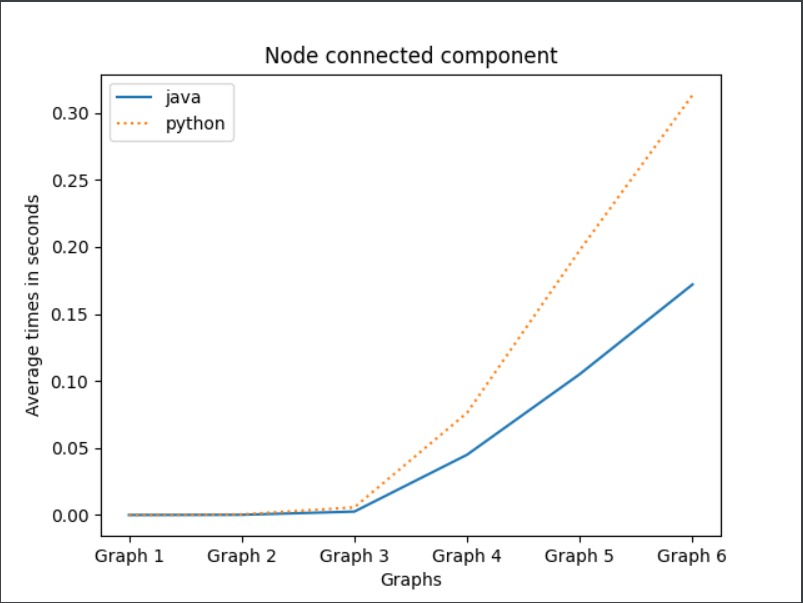 Node connected component
java
python
0.30
0.25
0.20
0.15
0.10
0.05
0.00
Average times in seconds
Graph 1 Graph 2 Graph 3 Graph 4 Graph 5 Graph 6
Graphs